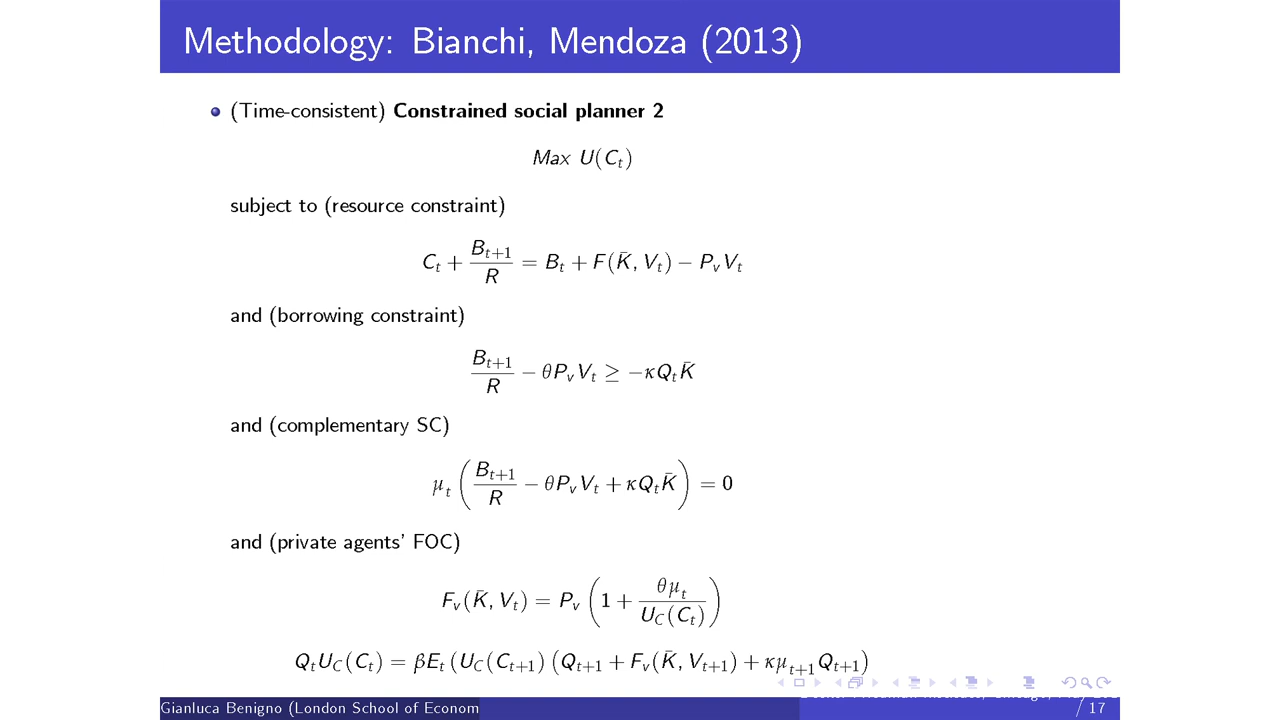 Methodology: Bianchi, Mendoza (2013)
(Time-consistent) Constrained social planner 2
Max U(C_t)
subject to (resource constraint)
C_t + B_{t+1}/R = B_t + F(K̄, V_t) − P_v V_t
and (borrowing constraint)
B_{t+1}/R − θP_v V_t ≥ −κQ_t K̄
and (complementary SC)
μ_t (B_{t+1}/R − θP_v V_t + κQ_t K̄) = 0
and (private agents' FOC)
F_v(K̄, V_t) = P_v (1 + θμ_t/U_C(C_t))
Q_t U_C(C_t) = βE_t (U_C(C_{t+1}) (Q_{t+1} + F_v(K̄, V_{t+1}) + κμ_{t+1}Q_{t+1})
Gianluca Benigno (London School of Econom
/ 17